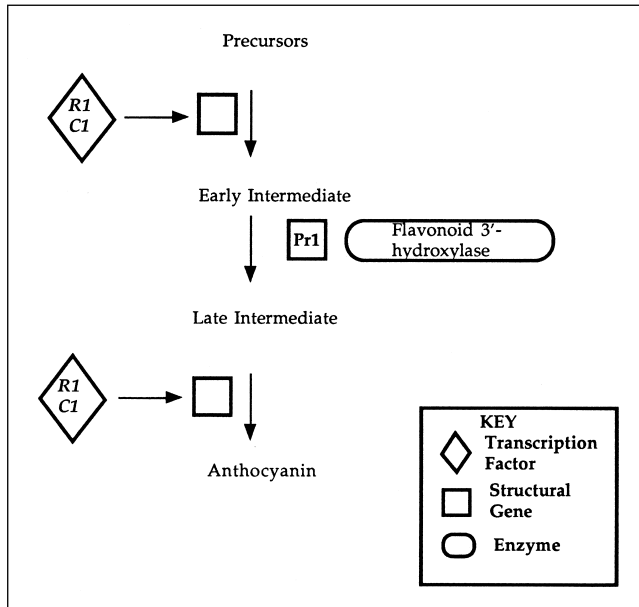 Precursors
R1
C1
Early Intermediate
Pr1
Flavonoid 3'-
hydroxylase
Late Intermediate
R1
C1
Anthocyanin
KEY
Transcription
Factor
Structural
Gene
Enzyme